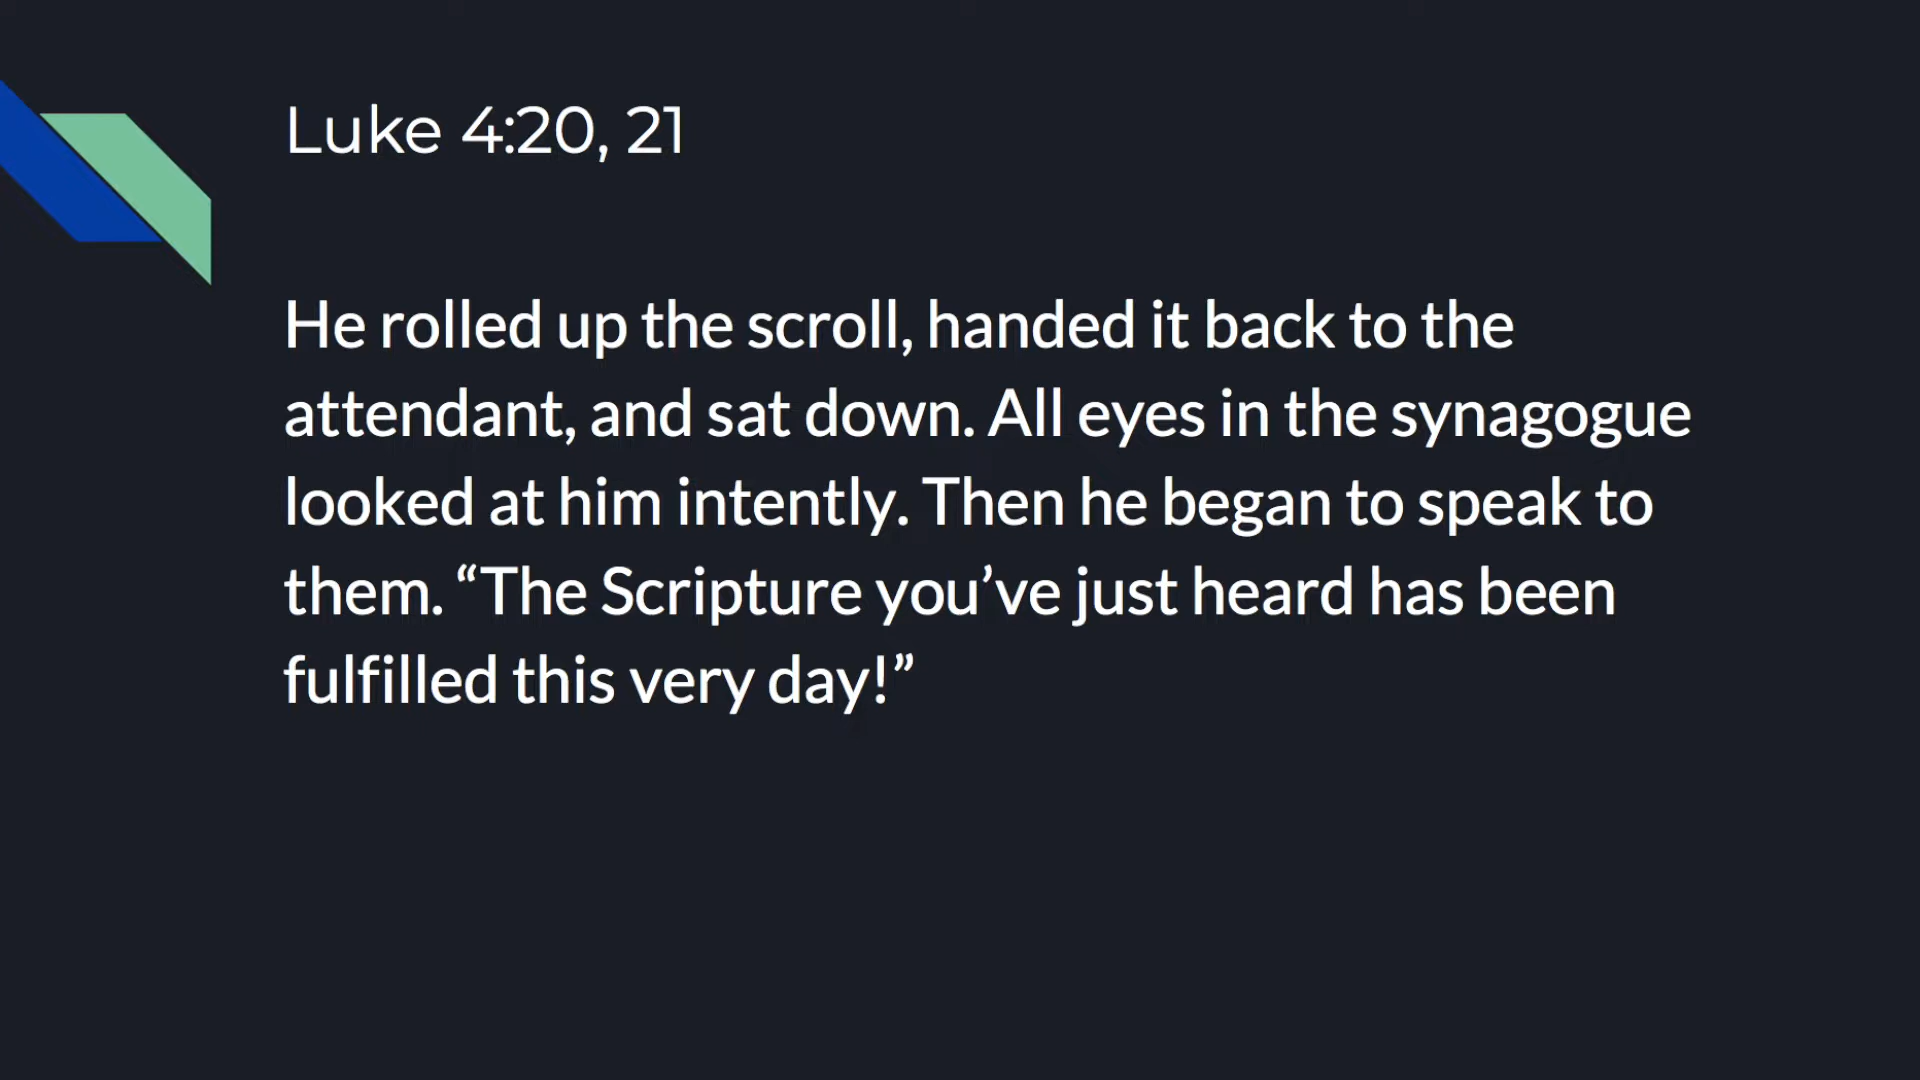 Luke 4:20, 21
He rolled up the scroll, handed it back to the
attendant, and sat down. All eyes in the synagogue
looked at him intently. Then he began to speak to
them. “The Scripture you’ve just heard has been
fulfilled this very day!”